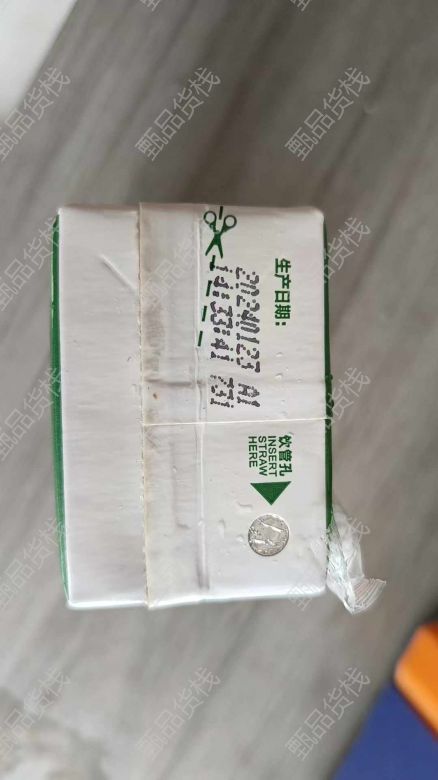 生产日期：
20240123 A1
14:33:41 731
饮管孔
INSERT
STRAW
HERE
甄品货栈